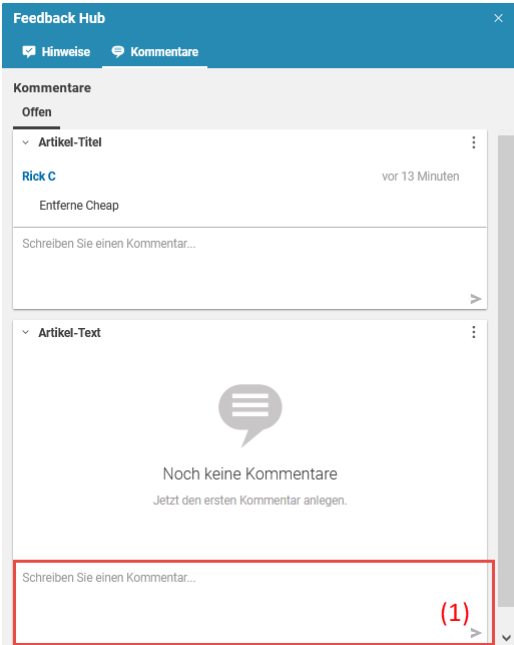 Feedback Hub
Hinweise Kommentare
Kommentare
Offen
Artikel-Titel
Rick C vor 13 Minuten
Entferne Cheap
Schreiben Sie einen Kommentar...
Artikel-Text
Noch keine Kommentare
Jetzt den ersten Kommentar anlegen.
Schreiben Sie einen Kommentar...
(1)